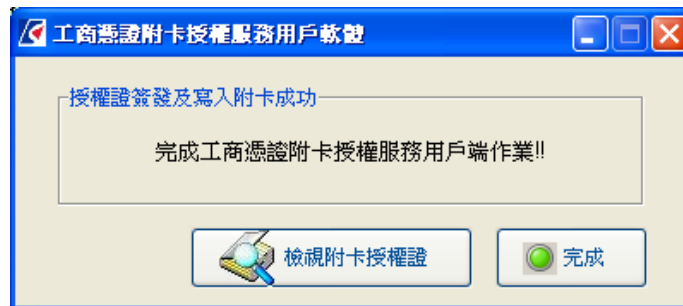 工商憑證附卡授權服務用戶軟體
授權證簽發及寫入附卡成功
完成工商憑證附卡授權服務用戶端作業!!
檢視附卡授權證
完成